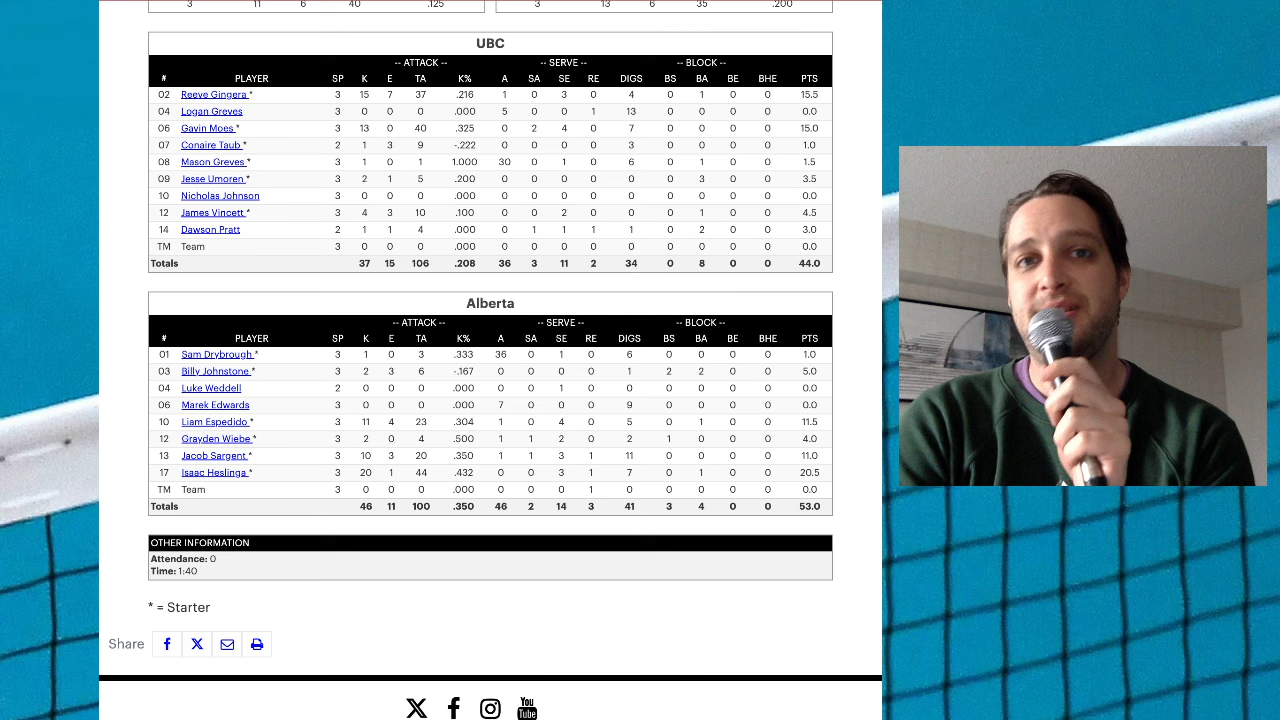 3 11 6 40 .125 3 13 6 35 .200
UBC
-- ATTACK -- -- SERVE -- -- BLOCK --
# PLAYER SP K E TA K% A SA SE RE DIGS BS BA BE BHE PTS
02 Reeve Gingera * 3 15 7 37 .216 1 0 3 0 4 0 1 0 0 15.5
04 Logan Greves 3 0 0 0 .000 5 0 0 1 13 0 0 0 0 0.0
06 Gavin Moes * 3 13 0 40 .325 0 2 4 0 7 0 0 0 0 15.0
07 Conaire Taub * 2 1 3 9 -.222 0 0 0 0 3 0 0 0 0 1.0
08 Mason Greves * 3 1 0 1 1.000 30 0 1 0 6 0 1 0 0 1.5
09 Jesse Umoren * 3 2 1 5 .200 0 0 0 0 0 0 3 0 0 3.5
10 Nicholas Johnson 3 0 0 0 .000 0 0 0 0 0 0 0 0 0 0.0
12 James Vincett * 3 4 3 10 .100 0 0 2 0 0 0 1 0 0 4.5
14 Dawson Pratt 2 1 1 4 .000 0 1 1 1 1 0 2 0 0 3.0
TM Team 3 0 0 0 .000 0 0 0 0 0 0 0 0 0 0.0
Totals 37 15 106 .208 36 3 11 2 34 0 8 0 0 44.0
Alberta
-- ATTACK -- -- SERVE -- -- BLOCK --
# PLAYER SP K E TA K% A SA SE RE DIGS BS BA BE BHE PTS
01 Sam Drybrough * 3 1 0 3 .333 36 0 1 0 6 0 0 0 0 1.0
03 Billy Johnstone * 3 2 3 6 -.167 0 0 0 0 1 2 2 0 0 5.0
04 Luke Weddell 2 0 0 0 .000 0 0 1 0 0 0 0 0 0 0.0
06 Marek Edwards 3 0 0 0 .000 7 0 0 0 9 0 0 0 0 0.0
10 Liam Espedido * 3 11 4 23 .304 1 0 4 0 5 0 1 0 0 11.5
12 Grayden Wiebe * 3 2 0 4 .500 1 1 2 0 2 1 0 0 0 4.0
13 Jacob Sargent * 3 10 3 20 .350 1 1 3 1 11 0 0 0 0 11.0
17 Isaac Heslinga * 3 20 1 44 .432 0 0 3 1 7 0 1 0 0 20.5
TM Team 3 0 0 0 .000 0 0 0 1 0 0 0 0 0 0.0
Totals 46 11 100 .350 46 2 14 3 41 3 4 0 0 53.0
OTHER INFORMATION
Attendance: 0
Time: 1:40
* = Starter
Share
You
Tube